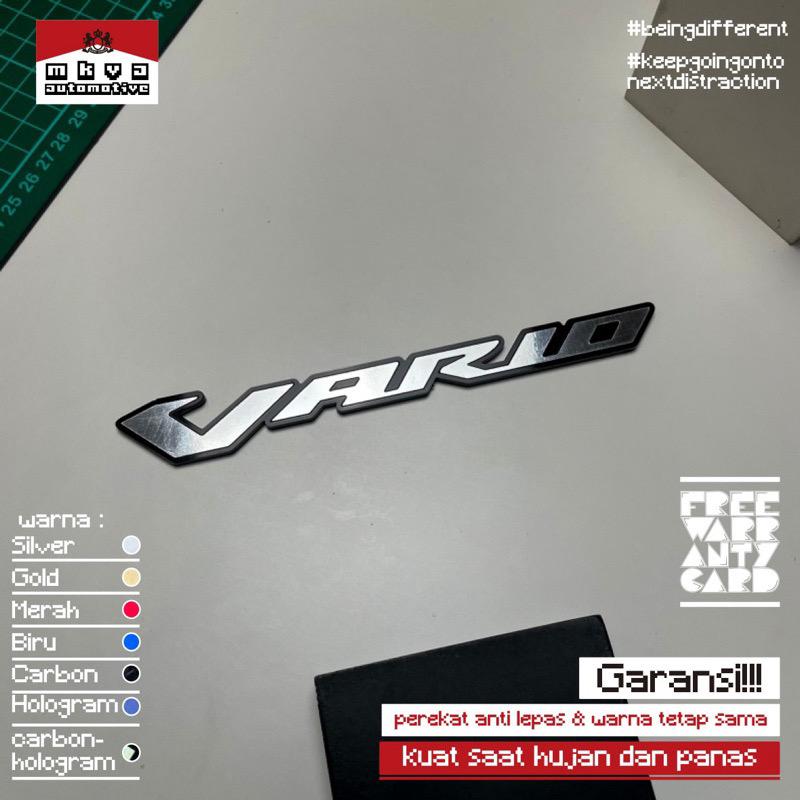 mkva
automotive
#beingdifferent
#keepgoingonto
nextdistraction
33
29
28
27
26
25
VARIO
warna :
Silver
Gold
Merah
Biru
Carbon
Hologram
carbon-
hologram
FREE
WARR
ANTY
CARD
Garansi!!!
perekat anti lepas & warna tetap sama
kuat saat hujan dan panas